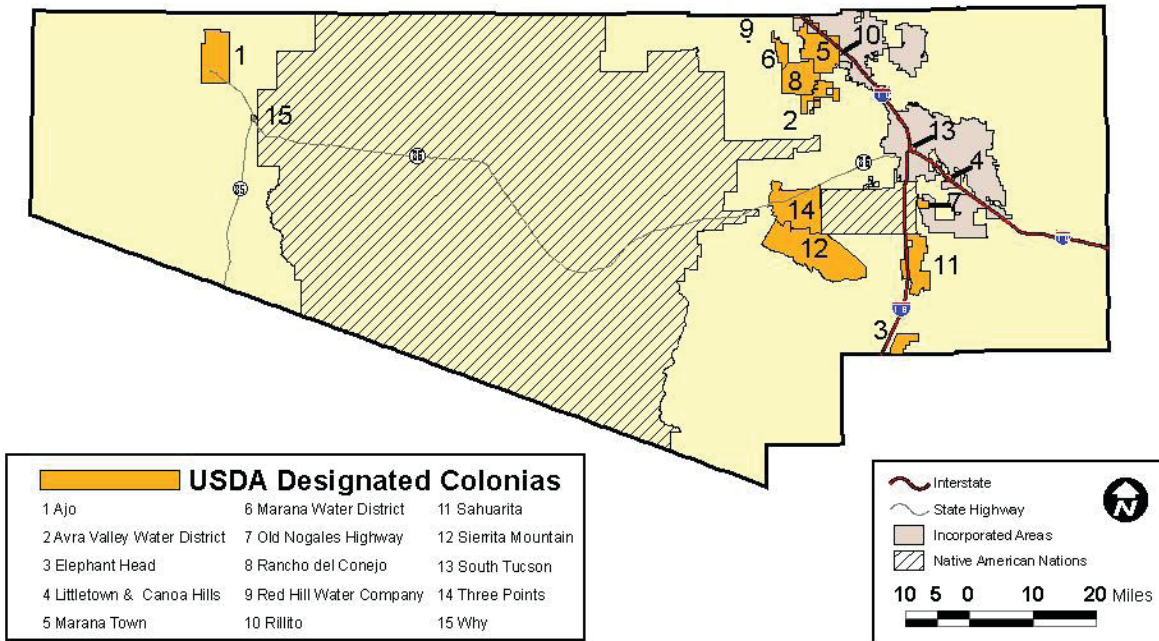 9
10
1
5
6
8
2
15
13
4
86
85
86
7
14
12
11
3
USDA Designated Colonias
1 Ajo
2 Avra Valley Water District
3 Elephant Head
4 Littletown & Canoa Hills
5 Marana Town
6 Marana Water District
7 Old Nogales Highway
8 Rancho del Conejo
9 Red Hill Water Company
10 Rillito
11 Sahuarita
12 Sierrita Mountain
13 South Tucson
14 Three Points
15 Why
Interstate
State Highway
Incorporated Areas
Native American Nations
N
10 5 0 10 20 Miles